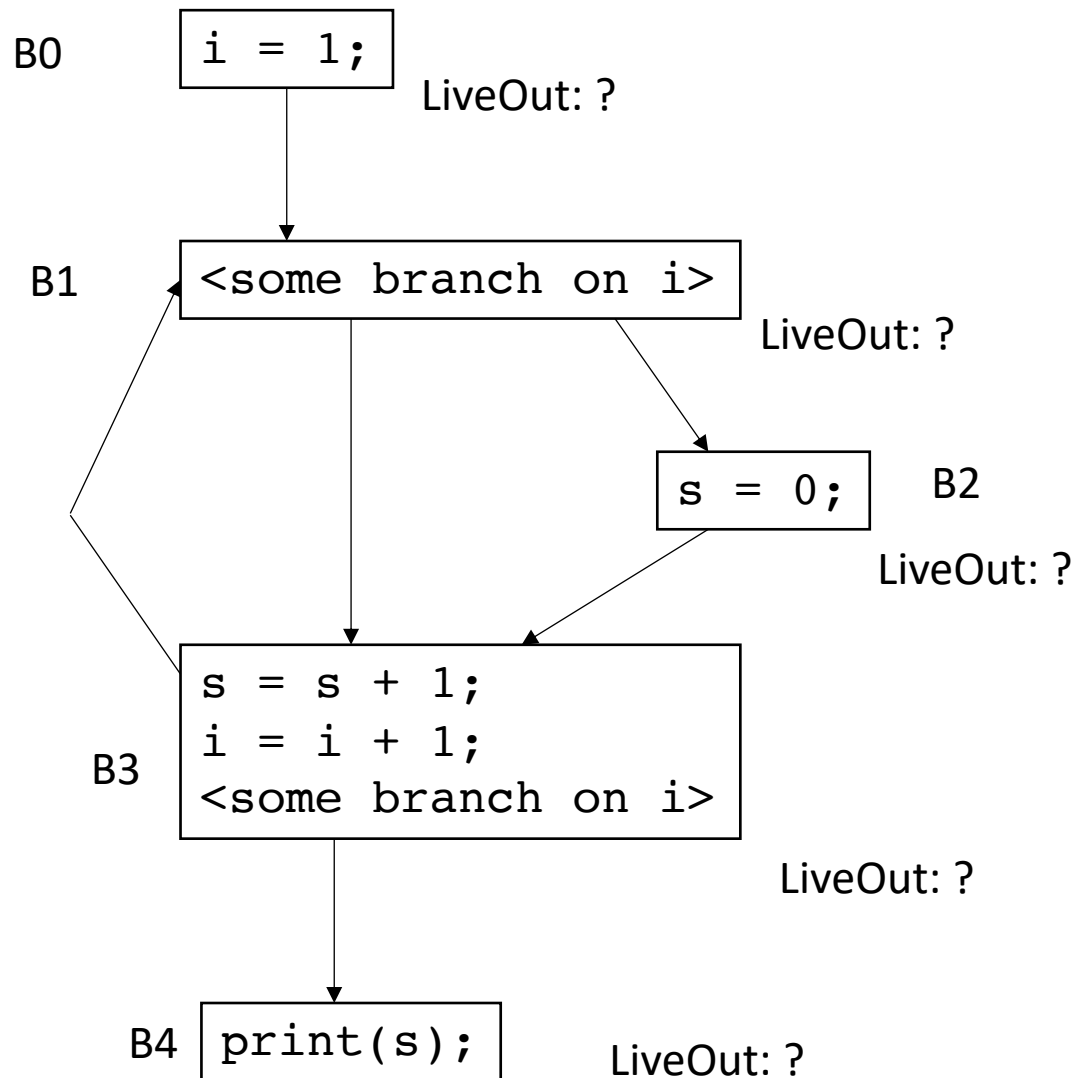 B0
i = 1;
LiveOut: ?
B1
<some branch on i>
LiveOut: ?
s = 0;
B2
LiveOut: ?
B3
s = s + 1;
i = i + 1;
<some branch on i>
LiveOut: ?
B4
print(s);
LiveOut: ?